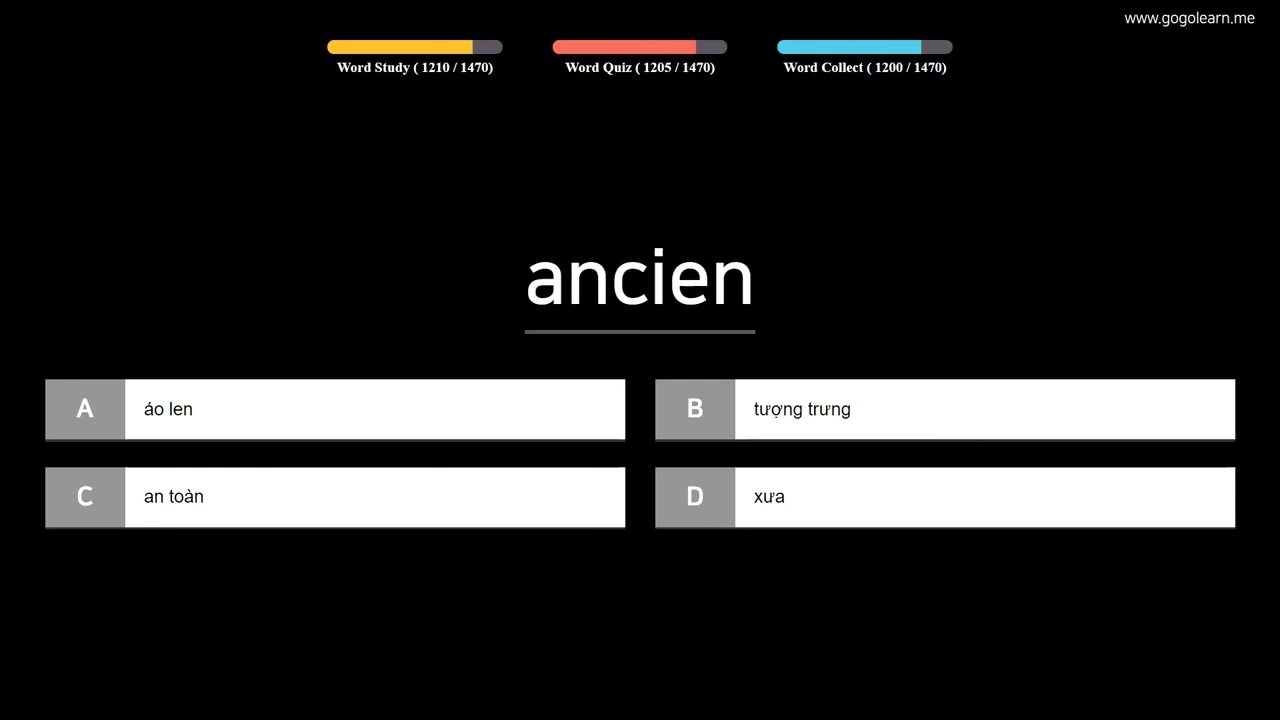 www.gogolearn.me
Word Study ( 1210 / 1470)
Word Quiz ( 1205 / 1470)
Word Collect ( 1200 / 1470)
ancien
A
áo len
B
tượng trưng
C
an toàn
D
xưa